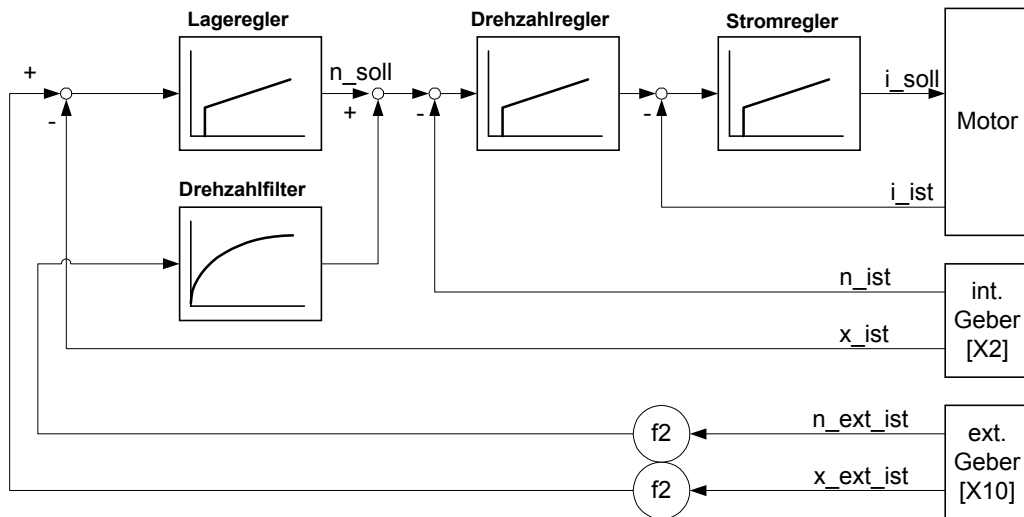 Lageregler
Drehzahlregler
Stromregler
+
n_soll
i_soll
-
+
-
-
Motor
i_ist
Drehzahlfilter
n_ist
int.
Geber
[X2]
x_ist
n_ext_ist
f2
ext.
Geber
[X10]
x_ext_ist
f2